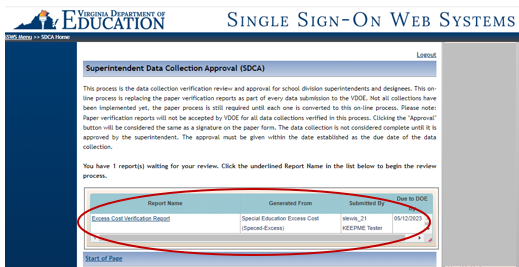 VIRGINIA DEPARTMENT OF
EDUCATION
SINGLE SIGN-ON WEB SYSTEMS
SSWS Menu >> SDCA Home
Logout
Superintendent Data Collection Approval (SDCA)
This process is the data collection verification review and approval for school division superintendents and designees. This on-
line process is replacing the paper verification reports as part of every data submission to the VDOE. Not all collections have
been implemented yet, the paper process is still required until each one is converted to this on-line process. Please note:
Paper verification reports will not be accepted by VDOE for all data collections verified in this process. Clicking the "Approval"
button will be considered the same as a signature on the paper form. The data collection is not considered complete until it is
approved by the superintendent. The approval must be given within the date established as the due date of the data
collection.
You have 1 report(s) waiting for your review. Click the underlined Report Name in the list below to begin the review
process.
Report Name Generated From Submitted By Due to DOE
By
Excess Cost Verification Report Special Education Excess Cost slewis_21 05/12/2023
(Speced-Excess) KEEPME Tester
Start of Page